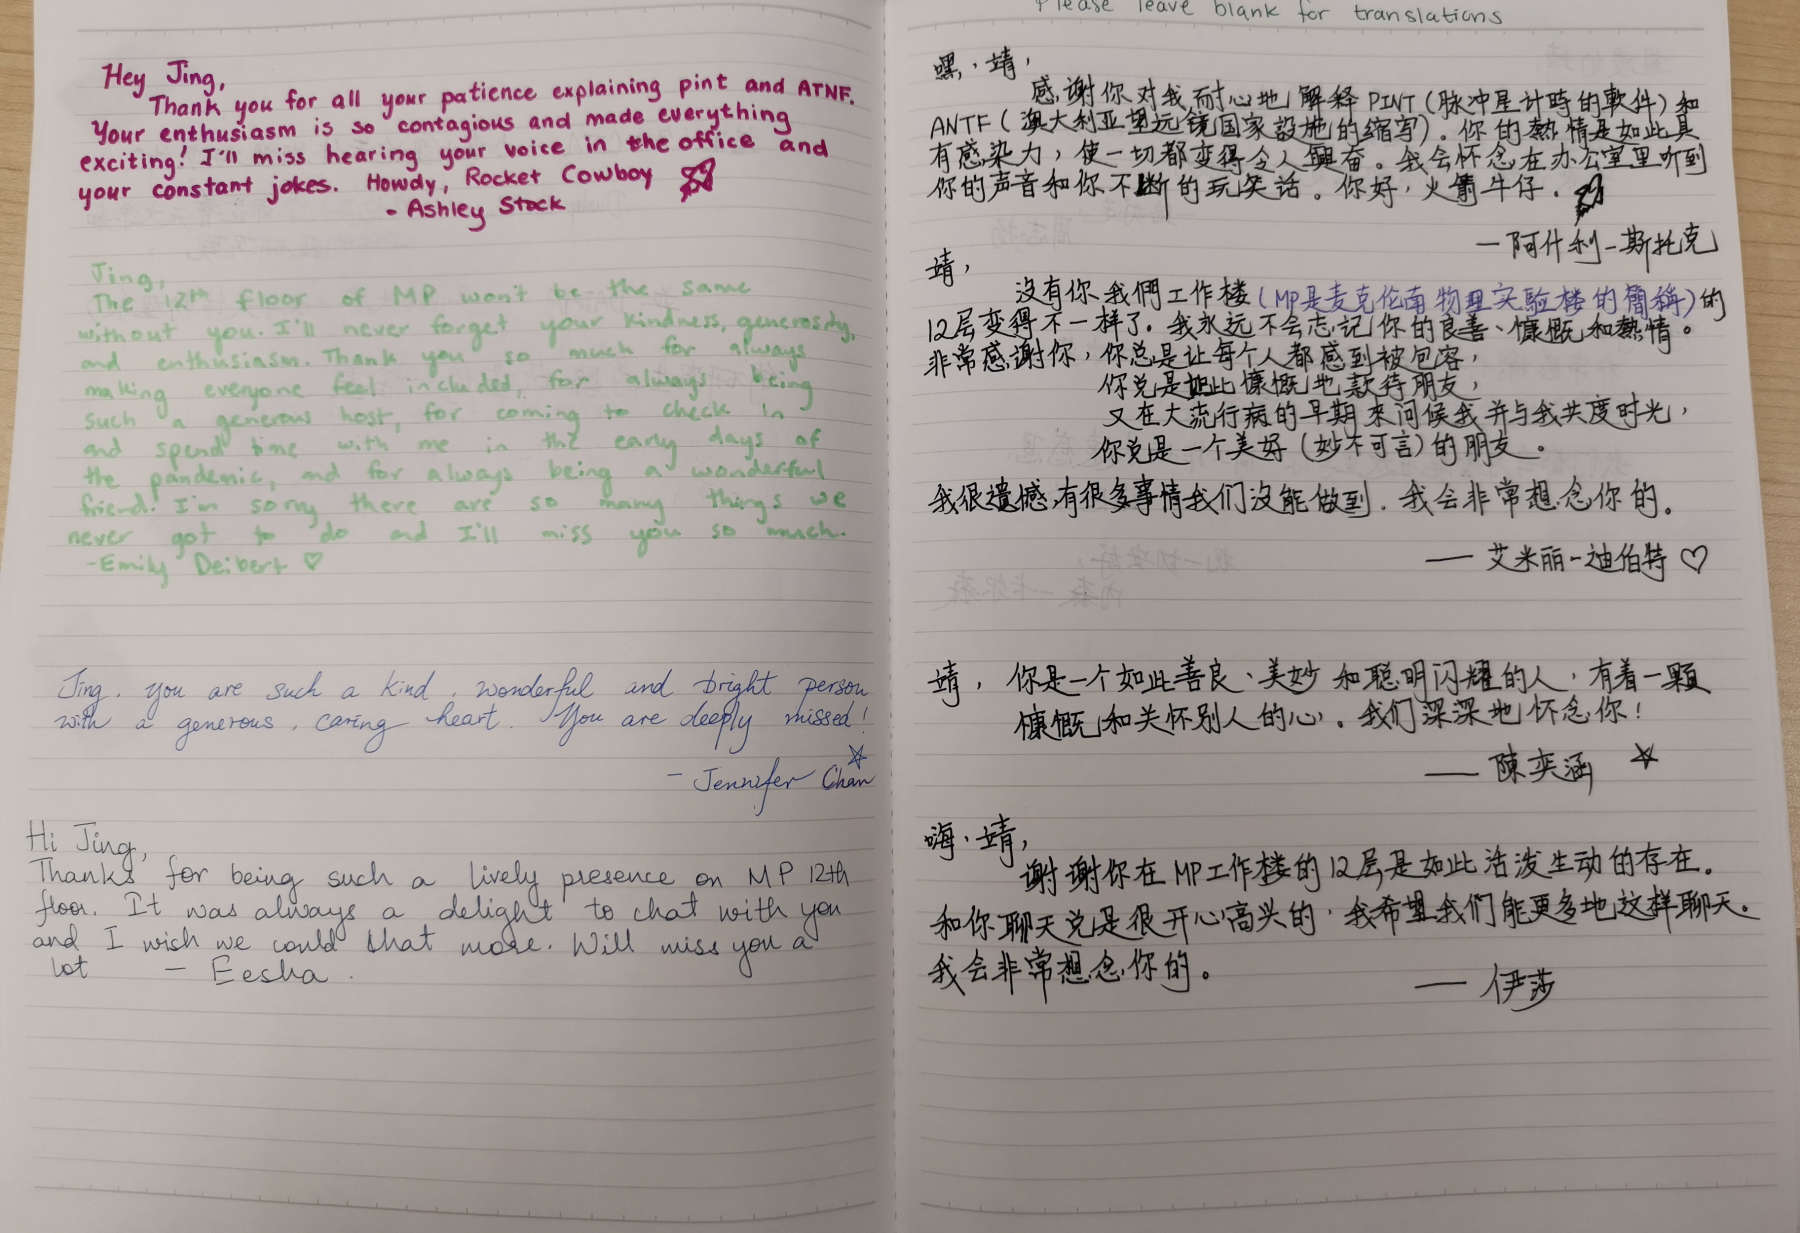 Hey Jing,
Thank you for all your patience explaining pint and ATNF.
Your enthusiasm is so contagious and made everything
exciting! I'll miss hearing your voice in the office and
your constant jokes. Howdy, Rocket Cowboy
- Ashley Stock
Jing,
The 12th floor of MP won't be the same
without you. I'll never forget your kindness, generosity,
and enthusiasm. Thank you so much for always
making everyone feel included, for always being
such a generous host, for coming to check in
and spend time with me in the early days of
the pandemic, and for always being a wonderful
friend! I'm sorry there are so many things we
never got to do and I'll miss you so much.
-Emily Deibert ♡
Jing. you are such a kind, wonderful and bright person
with a generous, caring heart. You are deeply missed!
- Jennifer Chan
Hi Jing,
Thanks for being such a lively presence on MP 12th
floor. It was always a delight to chat with you
and I wish we could chat more. Will miss you a
lot — Eesha.
Please leave blank for translations
嘿,靖,
感谢你对我耐心地解释PINT(脉冲星计時的軟件)和
ANTF(澳大利亚望远镜国家設施的缩写)。你的熱情是如此具
有感染力,使一切都变得令人興奋。我会怀念在办公室里听到
你的声音和你不断的玩笑话。你好,火箭牛仔.
—阿什利-斯托克
靖,
沒有你我們工作楼(MP是麦克伦南物理实验楼的簡稱)的
12层变得不一样了。我永远不会忘记你的良善、慷慨和熱情。
非常感谢你,你总是让每个人都感到被包容,
你总是如此慷慨地款待朋友,
又在大流行病的早期來问候我并与我共度时光,
你总是一个美好(妙不可言)的朋友。
我很遗憾有很多事情我们没能做到.我会非常想念你的。
— 艾米丽-迪伯特 ♡
靖,你是一个如此善良、美妙和聪明闪耀的人,有着一颗
慷慨和关怀别人的心。我们深深地怀念你!
— 陳奕涵
嗨,靖,
谢谢你在MP工作楼的12层是如此活泼生动的存在。
和你聊天总是很开心高兴的,我希望我们能更多地这样聊天。
我会非常想念你的。
— 伊莎